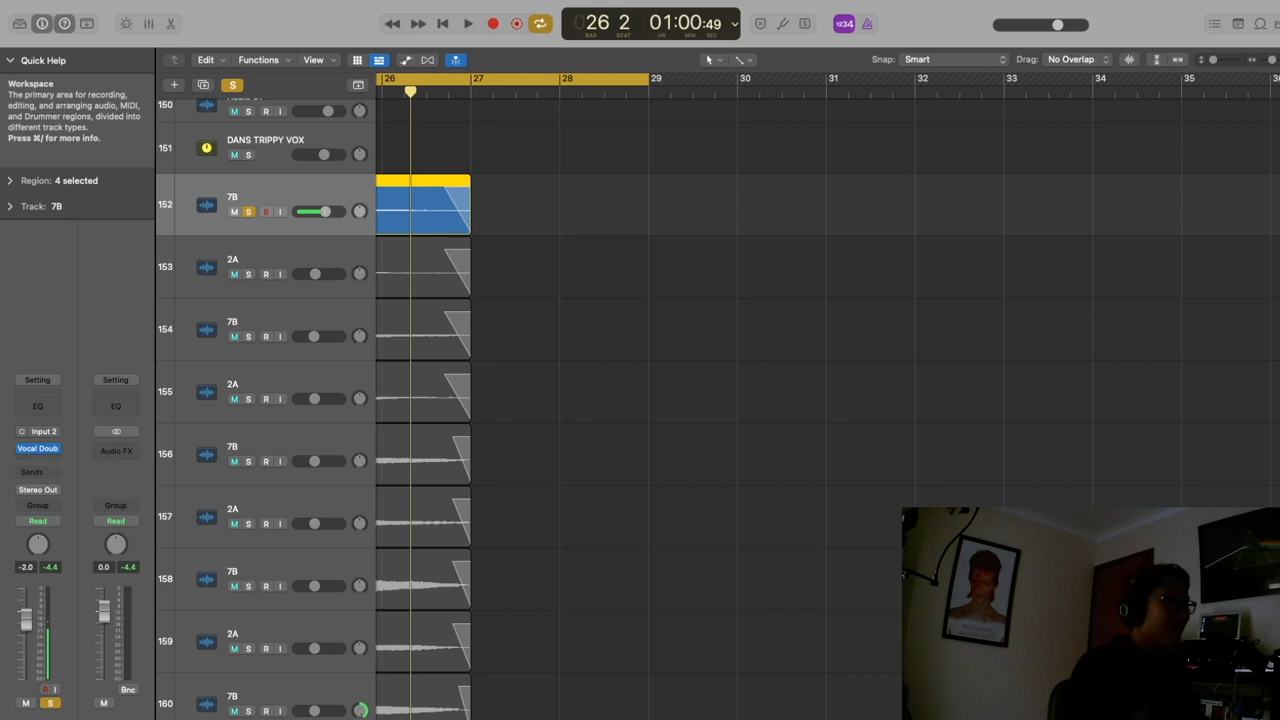 26 2
BAR BEAT
01:00:49
HR MIN SEC
1234
Quick Help
Workspace
The primary area for recording,
editing, and arranging audio, MIDI,
and Drummer regions, divided into
different track types.
Press ⌘/ for more info.
Region: 4 selected
Track: 7B
Edit
Functions
View
Snap: Smart
Drag: No Overlap
S
26 27 28 29 30 31 32 33 34 35
150
M S R I
151
DANS TRIPPY VOX
M S
152
7B
M S R I
153
2A
M S R I
154
7B
M S R I
155
2A
M S R I
156
7B
M S R I
157
2A
M S R I
158
7B
M S R I
159
2A
M S R I
160
7B
M S R I
Setting Setting
EQ EQ
Input 2
Vocal Doub Audio FX
Sends
Stereo Out
Group Group
Read Read
-2.0 -4.4 0.0 -4.4
R I Bnc
M S M